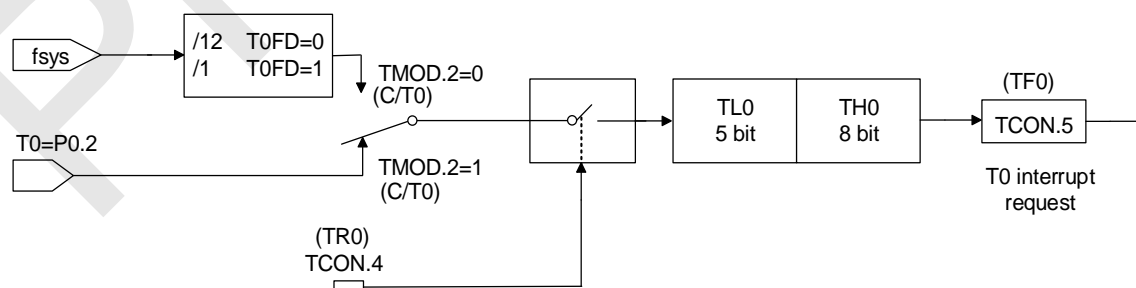 fsys
/12 T0FD=0
/1 T0FD=1
TMOD.2=0
(C/T0)
T0=P0.2
TMOD.2=1
(C/T0)
(TR0)
TCON.4
TL0
5 bit
TH0
8 bit
(TF0)
TCON.5
T0 interrupt
request